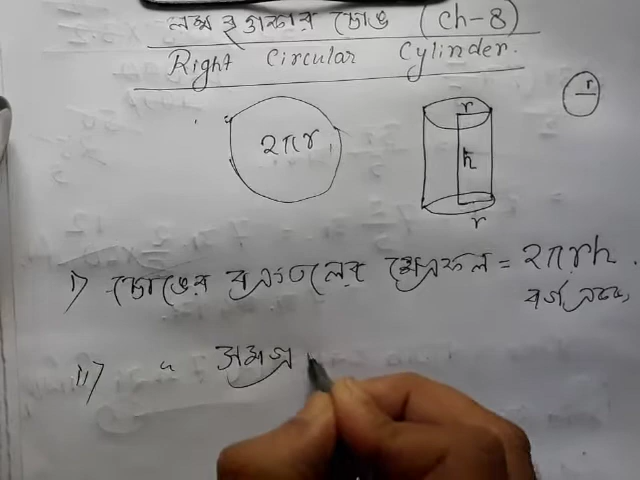 লম্ব বৃত্তাকার চোঙ (Ch-8)
Right Circular Cylinder.
2πr
r
h
r
r
i) চোঙের বক্রতলের ক্ষেত্রফল = 2πrh.
বর্গ একক,
ii) " সমগ্র